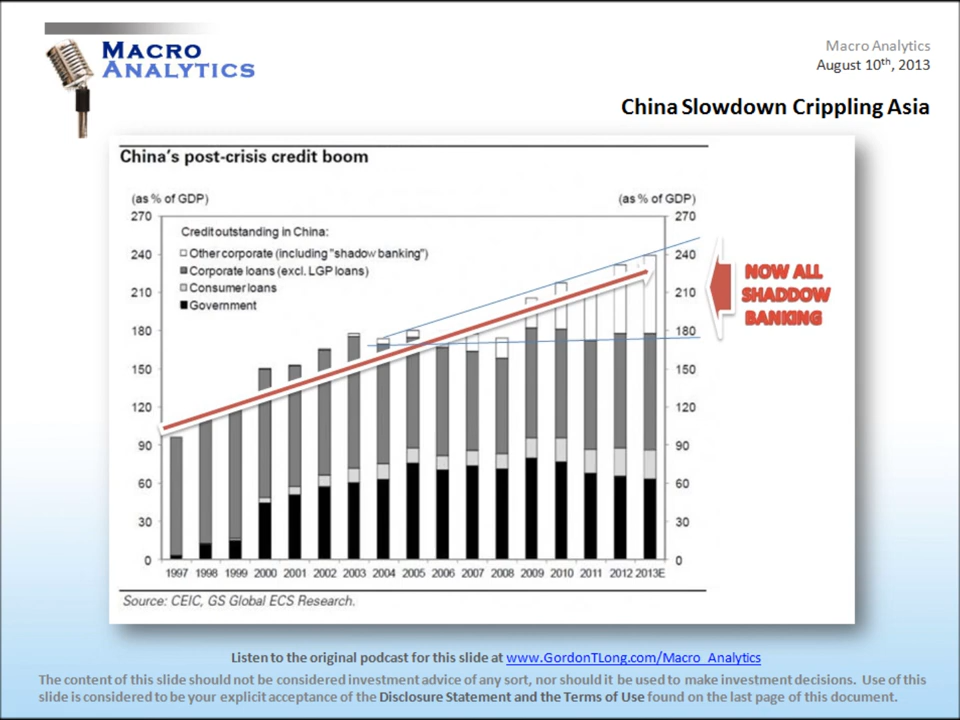 MACRO
ANALYTICS
Macro Analytics
August 10th, 2013
China Slowdown Crippling Asia
China's post-crisis credit boom
(as % of GDP) (as % of GDP)
270 270
Credit outstanding in China:
Other corporate (including "shadow banking")
240 240
Corporate loans (excl. LGP loans)
Consumer loans
210 210
Government
180 180
150 150
120 120
90 90
60 60
30 30
0 0
1997 1998 1999 2000 2001 2002 2003 2004 2005 2006 2007 2008 2009 2010 2011 2012 2013E
NOW ALL
SHADDOW
BANKING
Source: CEIC, GS Global ECS Research.
Listen to the original podcast for this slide at www.GordonTLong.com/Macro_Analytics
The content of this slide should not be considered investment advice of any sort, nor should it be used to make investment decisions. Use of this
slide is considered to be your explicit acceptance of the Disclosure Statement and the Terms of Use found on the last page of this document.